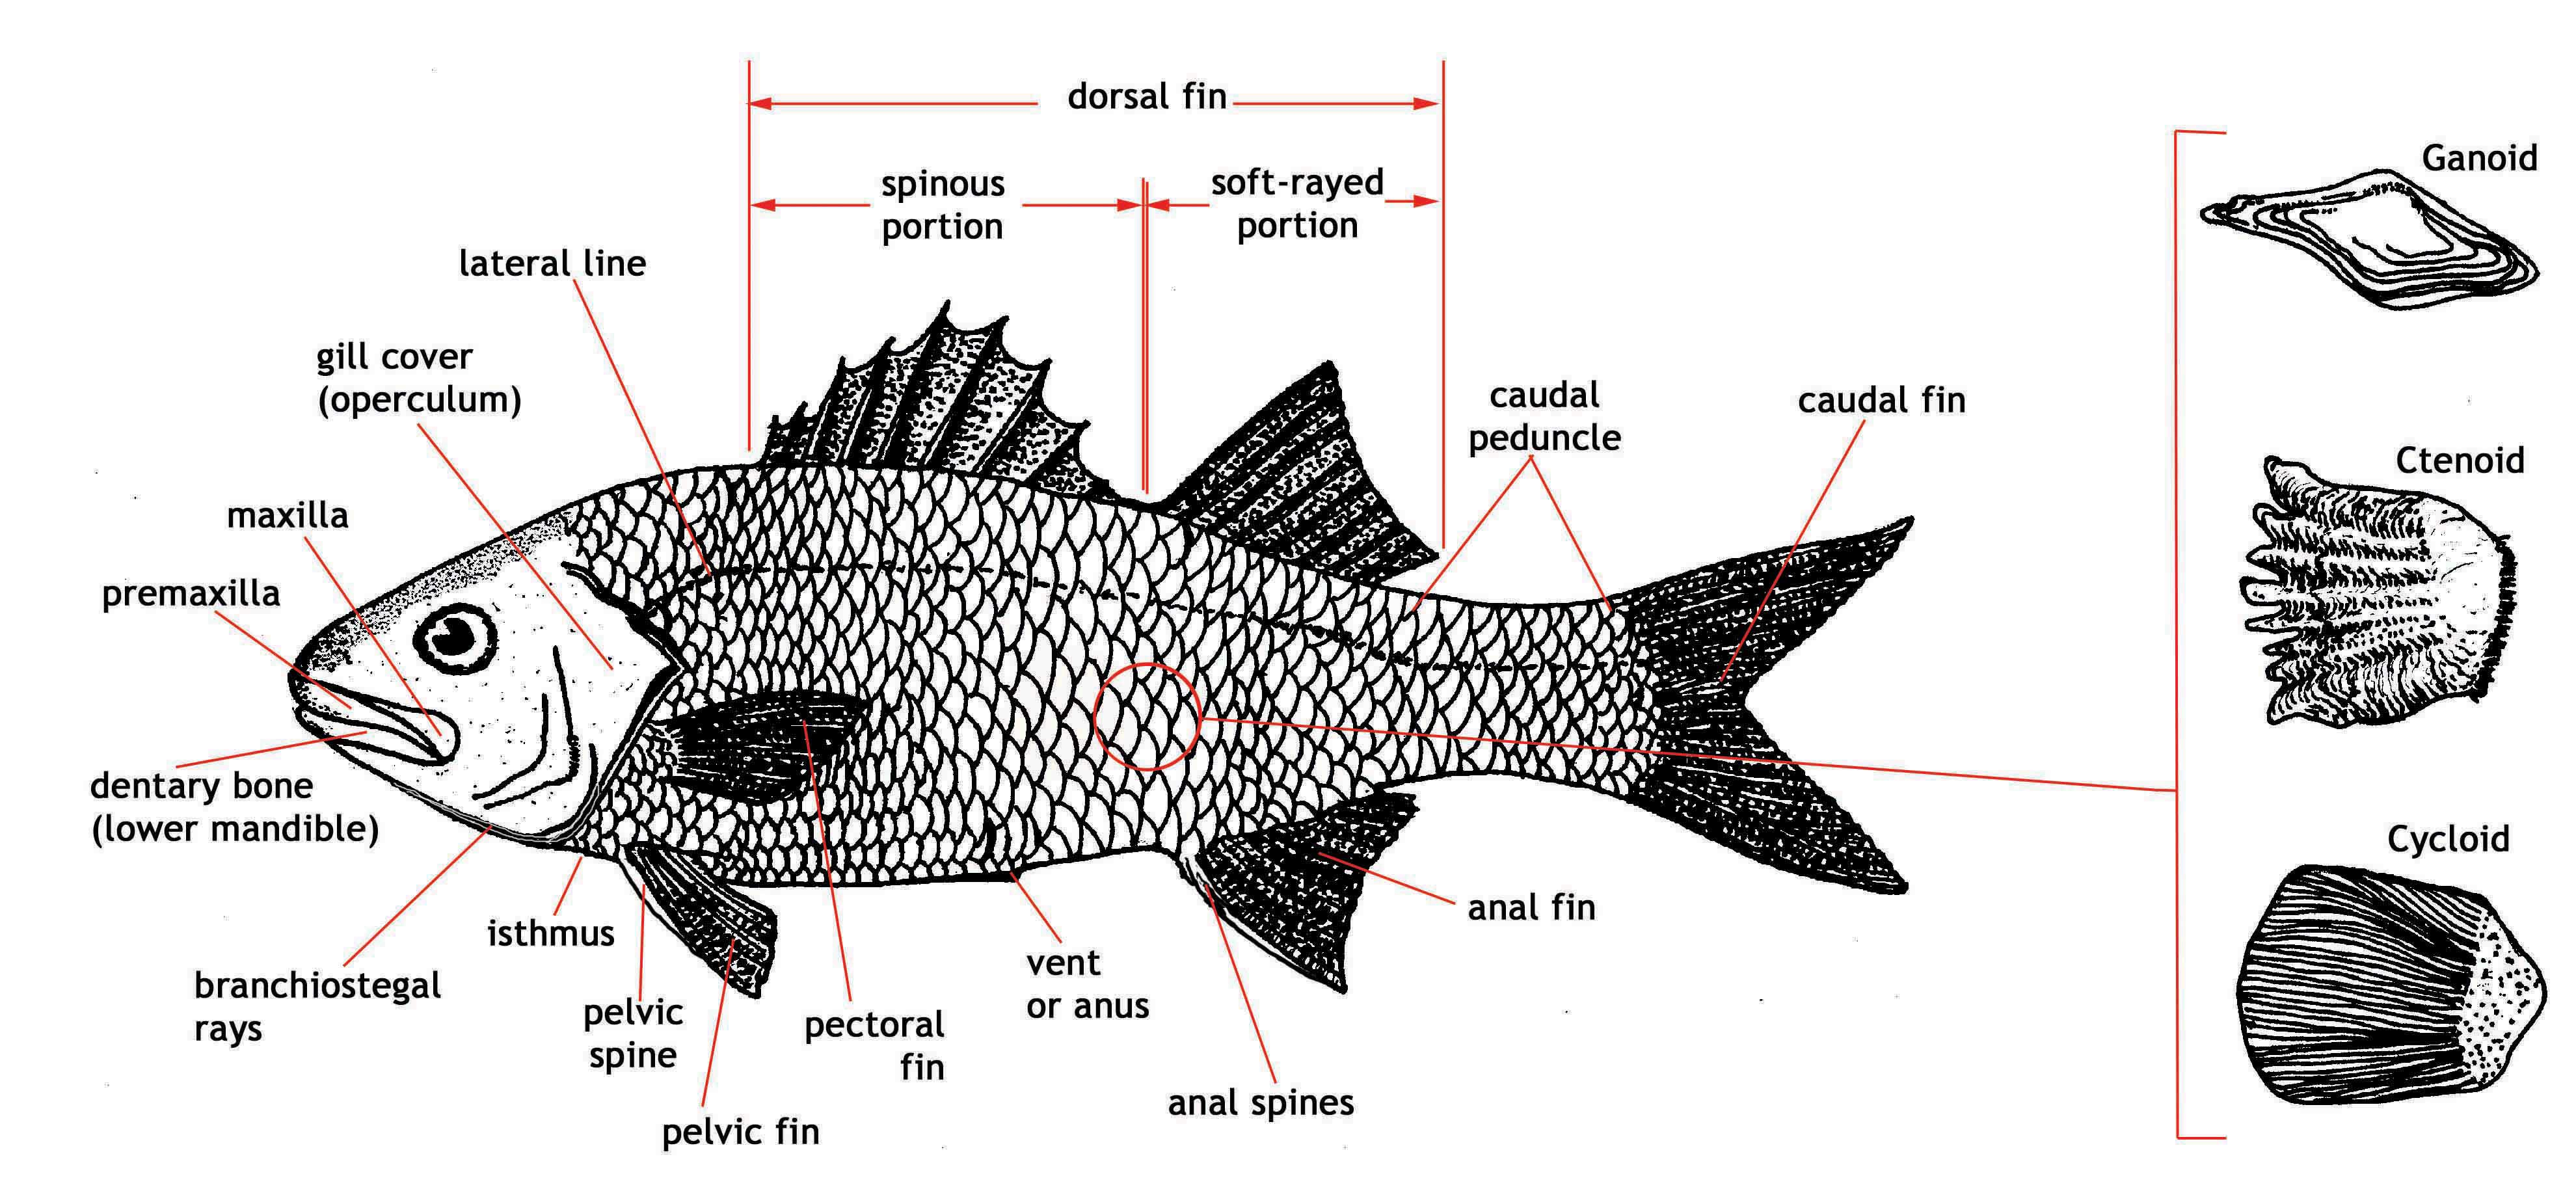 dorsal fin
spinous
portion
soft-rayed
portion
lateral line
gill cover
(operculum)
maxilla
premaxilla
dentary bone
(lower mandible)
branchiostegal
rays
isthmus
pelvic
spine
pelvic fin
pectoral
fin
vent
or anus
anal spines
anal fin
caudal
peduncle
caudal fin
Ganoid
Ctenoid
Cycloid